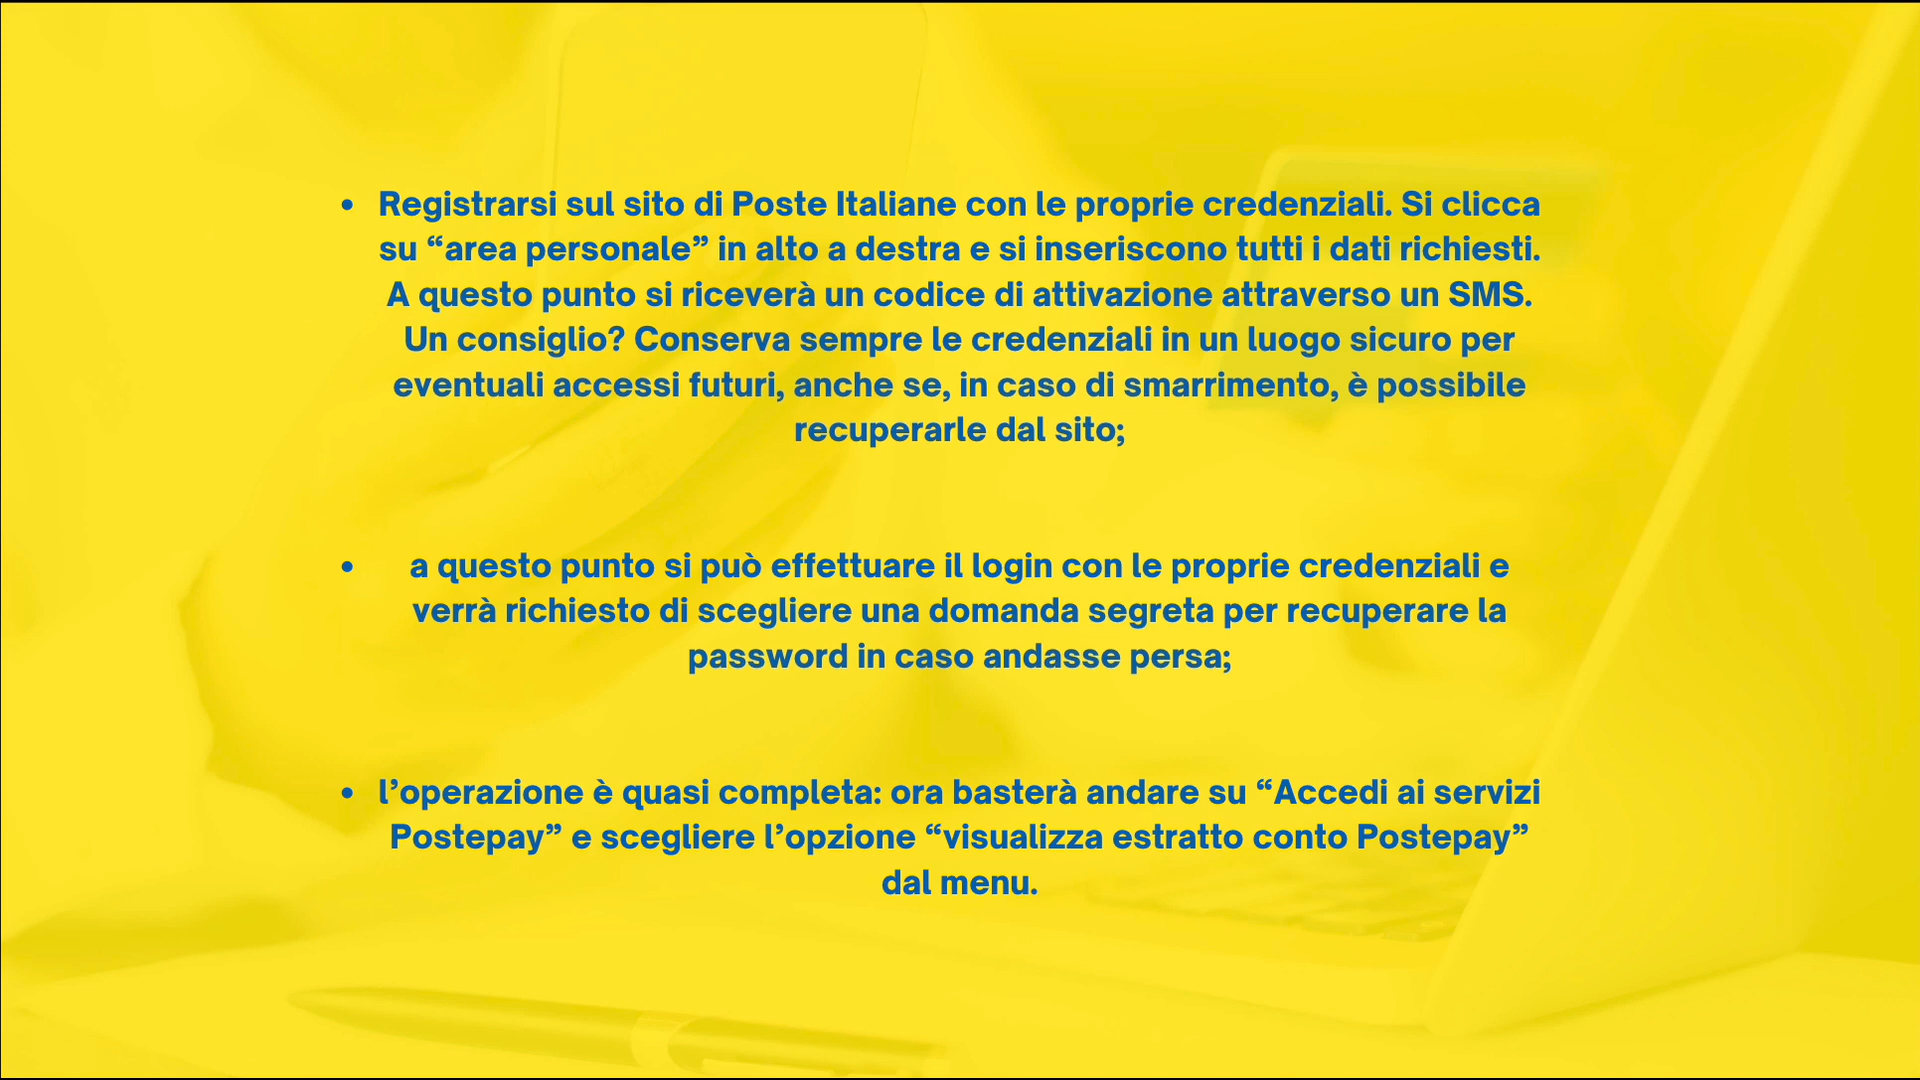 • Registrarsi sul sito di Poste Italiane con le proprie credenziali. Si clicca
su “area personale” in alto a destra e si inseriscono tutti i dati richiesti.
A questo punto si riceverà un codice di attivazione attraverso un SMS.
Un consiglio? Conserva sempre le credenziali in un luogo sicuro per
eventuali accessi futuri, anche se, in caso di smarrimento, è possibile
recuperarle dal sito;
• a questo punto si può effettuare il login con le proprie credenziali e
verrà richiesto di scegliere una domanda segreta per recuperare la
password in caso andasse persa;
• l’operazione è quasi completa: ora basterà andare su “Accedi ai servizi
Postepay” e scegliere l’opzione “visualizza estratto conto Postepay”
dal menu.